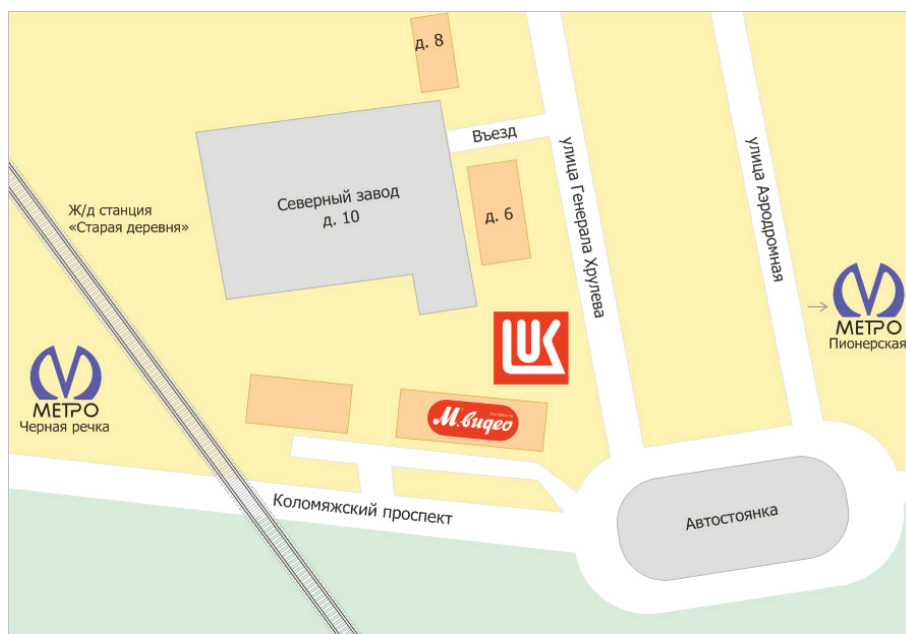 д. 8
Въезд
Северный завод
д. 10
д. 6
улица Генерала Хрулева
улица Аэродромная
Ж/д станция
«Старая деревня»
МЕТРО
Пионерская
LUK
МЕТРО
Черная речка
М.видео
Коломяжский проспект
Автостоянка